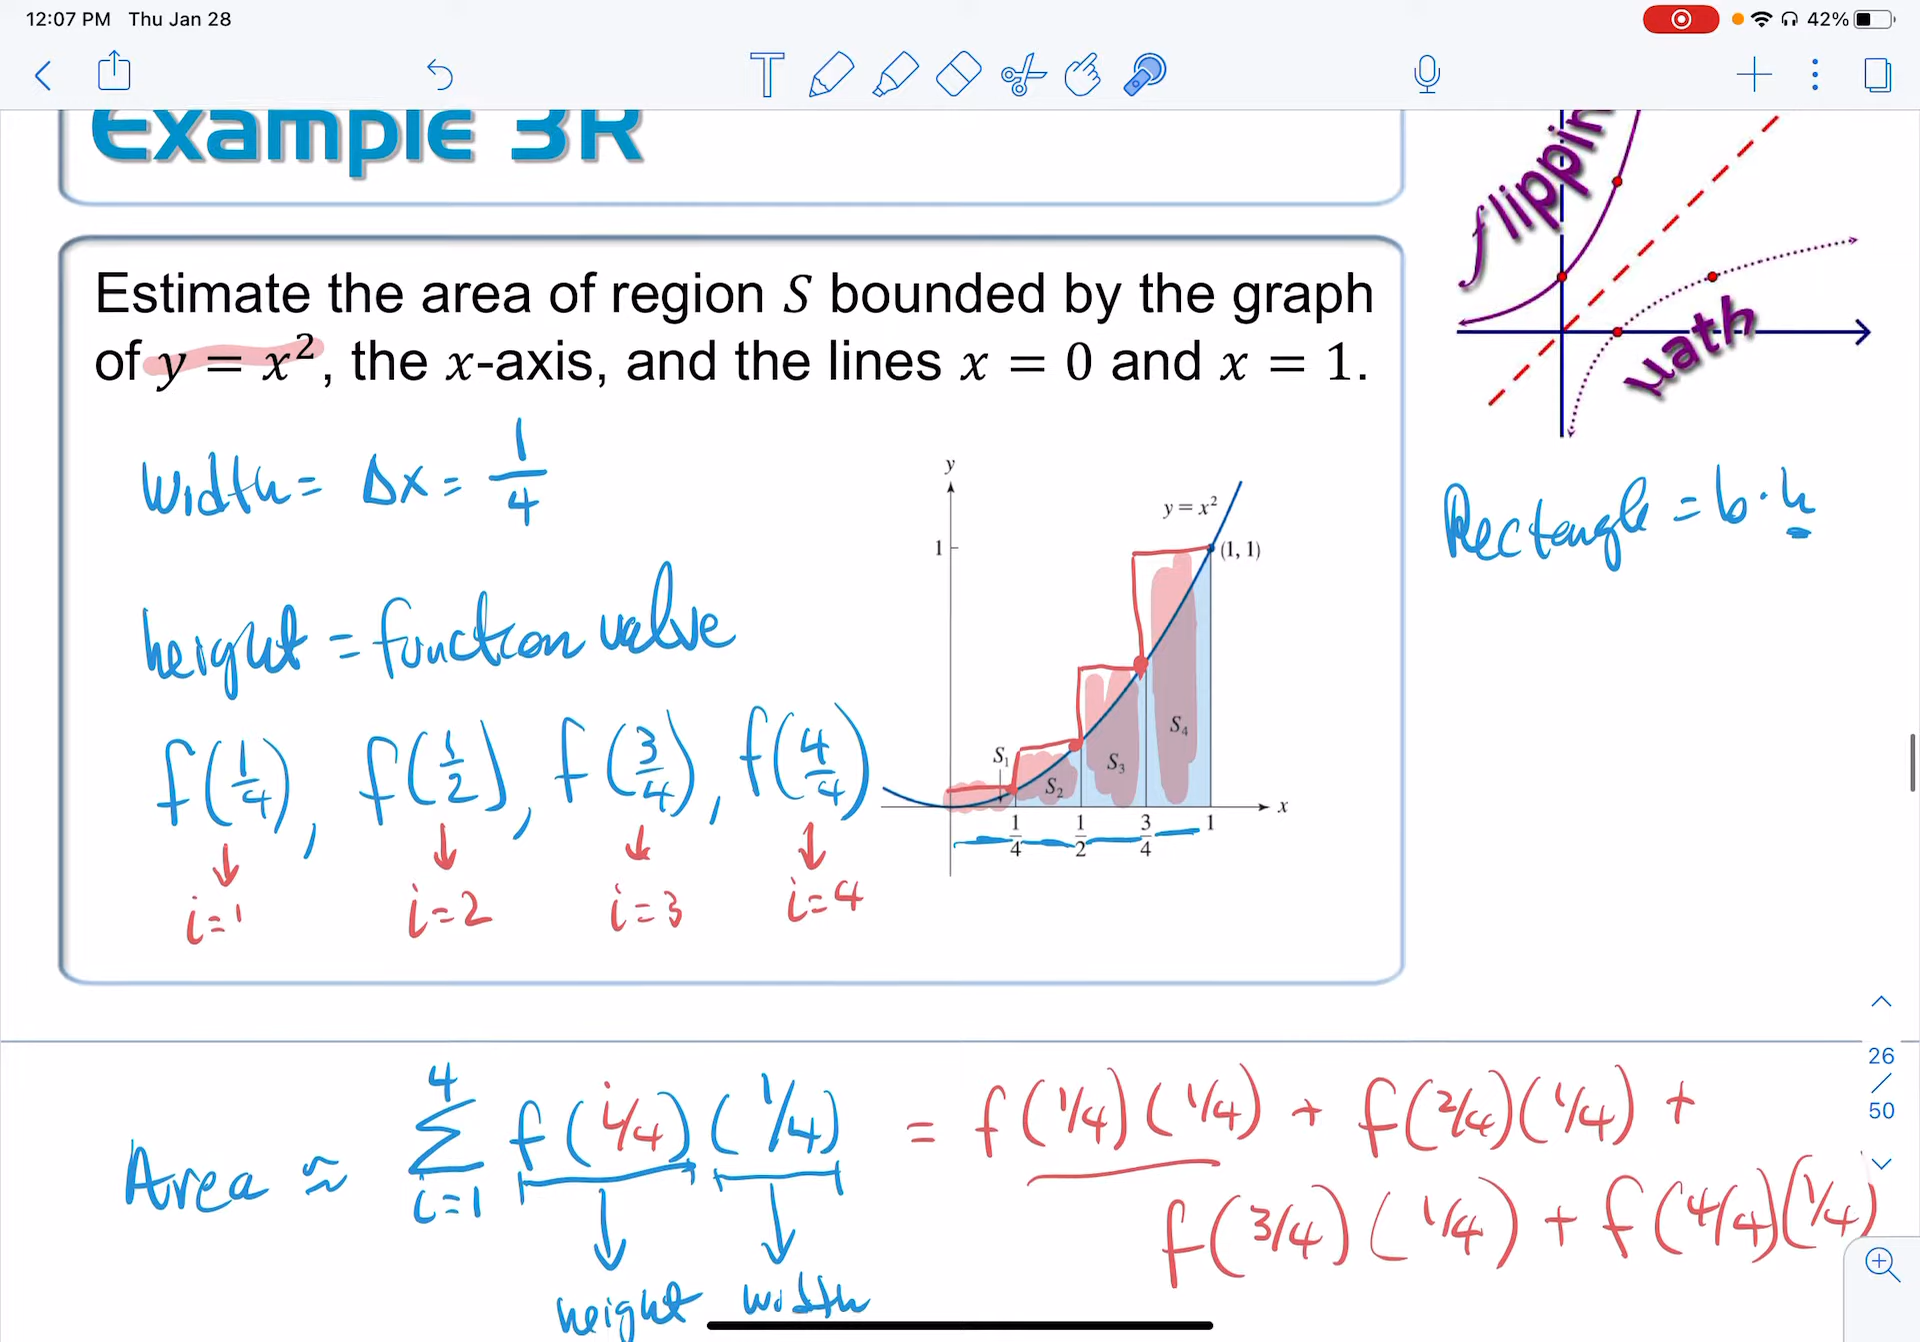 12:07 PM Thu Jan 28
42%
Example 3R
flippin
Math
Estimate the area of region S bounded by the graph
of y = x², the x-axis, and the lines x = 0 and x = 1.
width = Δx = 1/4
Rectangle = b·h
height = function value
f(1/4), f(1/2), f(3/4), f(4/4)
i=1 i=2 i=3 i=4
y
y = x²
1
(1, 1)
S₁ S₂ S₃ S₄
x
1/4 1/2 3/4 1
26
/
50
Area ≈ 4 Σ i=1 f(i/4)(1/4) = f(1/4)(1/4) + f(2/4)(1/4) +
f(3/4)(1/4) + f(4/4)(1/4)
height width